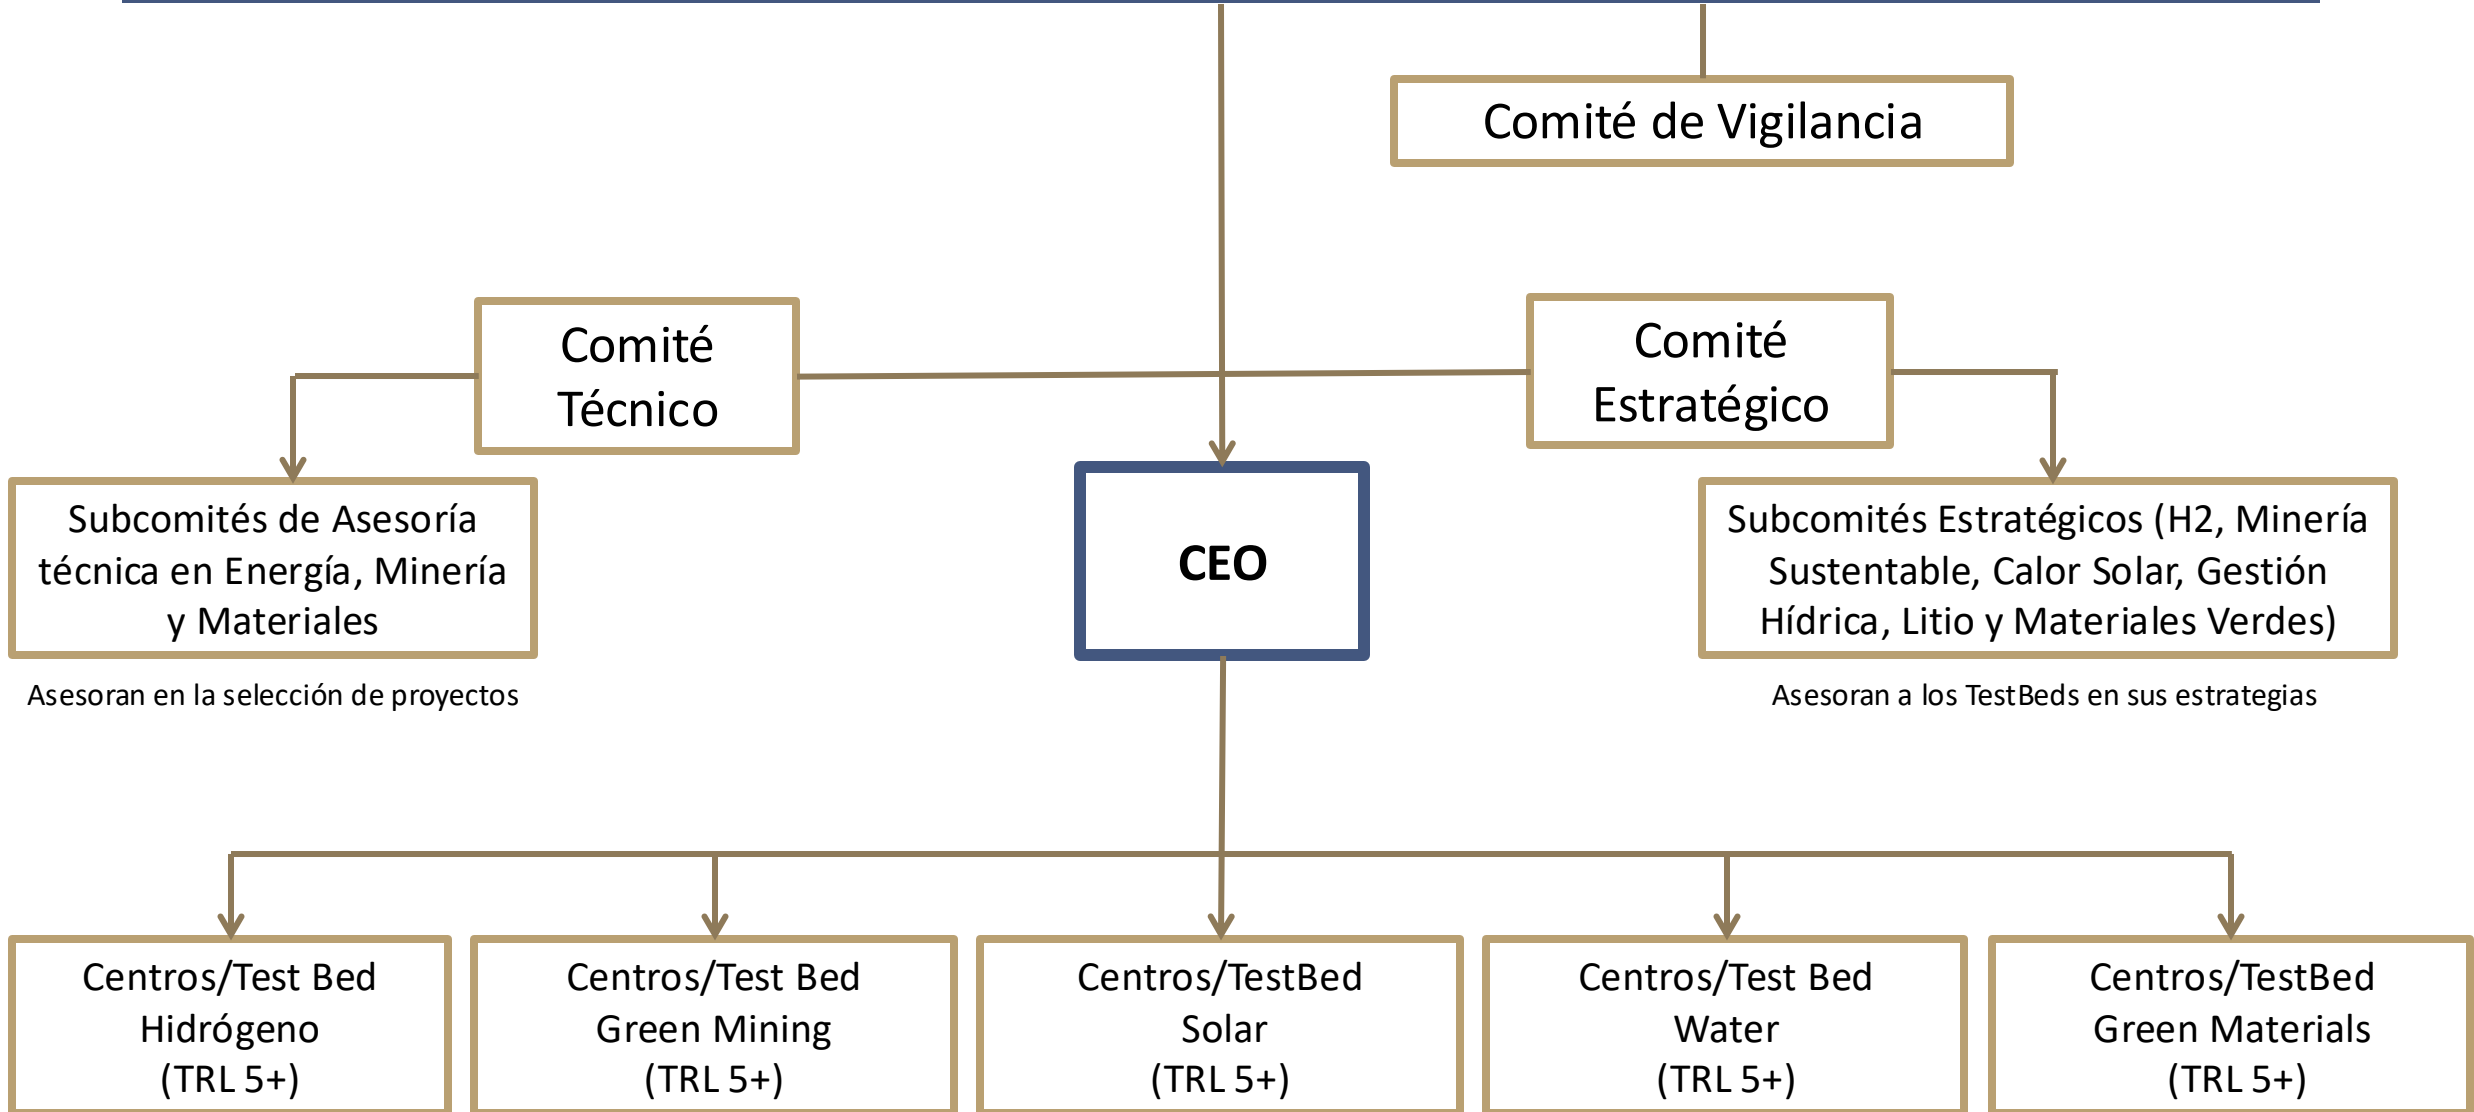 Comité de Vigilancia
Comité
Técnico
Comité
Estratégico
Subcomités de Asesoría
técnica en Energía, Minería
y Materiales
CEO
Subcomités Estratégicos (H2, Minería
Sustentable, Calor Solar, Gestión
Hídrica, Litio y Materiales Verdes)
Asesoran en la selección de proyectos
Asesoran a los TestBeds en sus estrategias
Centros/Test Bed
Hidrógeno
(TRL 5+)
Centros/Test Bed
Green Mining
(TRL 5+)
Centros/TestBed
Solar
(TRL 5+)
Centros/Test Bed
Water
(TRL 5+)
Centros/TestBed
Green Materials
(TRL 5+)